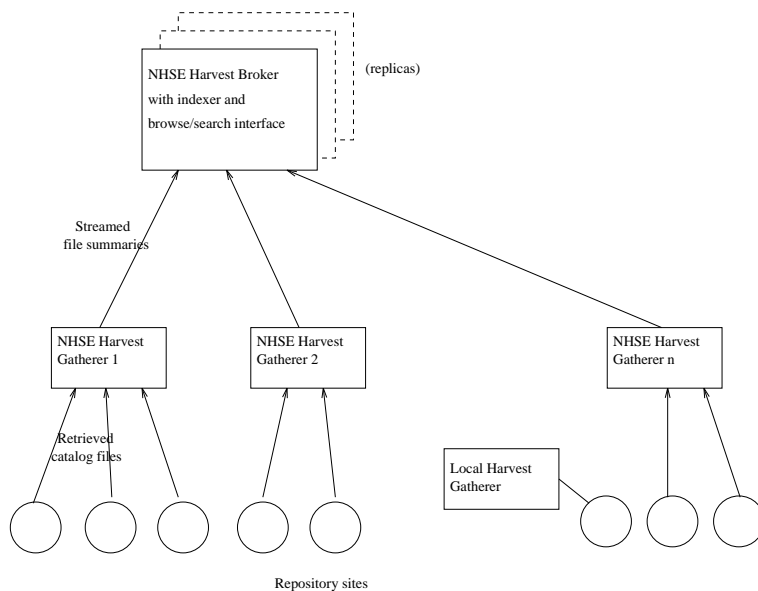 NHSE Harvest Broker
with indexer and
browse/search interface
(replicas)
Streamed
file summaries
NHSE Harvest
Gatherer 1
NHSE Harvest
Gatherer 2
NHSE Harvest
Gatherer n
Retrieved
catalog files
Local Harvest
Gatherer
Repository sites